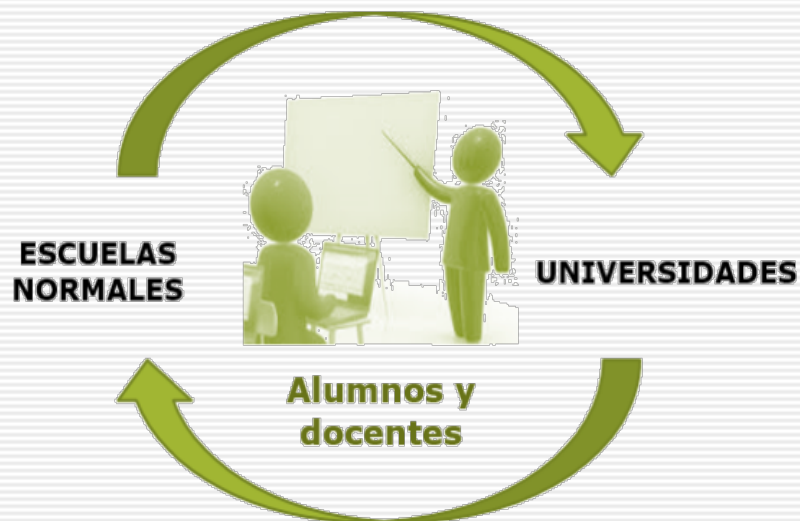 ESCUELAS
NORMALES
UNIVERSIDADES
Alumnos y
docentes